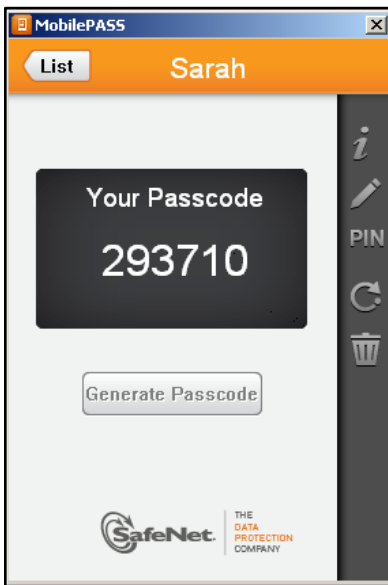 MobilePASS
List
Sarah
Your Passcode
293710
PIN
Generate Passcode
SafeNet.
THE
DATA
PROTECTION
COMPANY